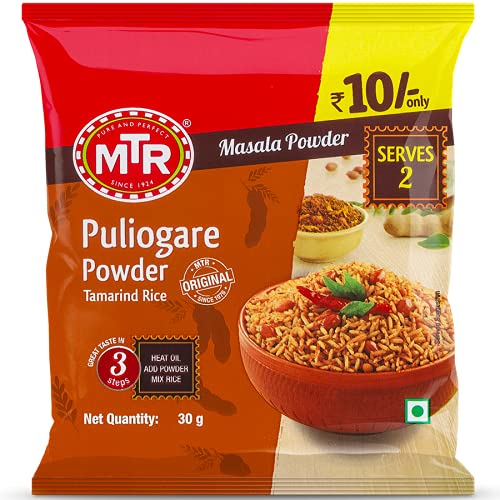 ₹10/-only
PURE AND PERFECT
MTR®
SINCE 1924
Masala Powder
SERVES
2
Puliogare
Powder
Tamarind Rice
MTR
ORIGINAL
SINCE 1976
GREAT TASTE IN
3
steps
HEAT OIL
ADD POWDER
MIX RICE
Net Quantity: 30 g